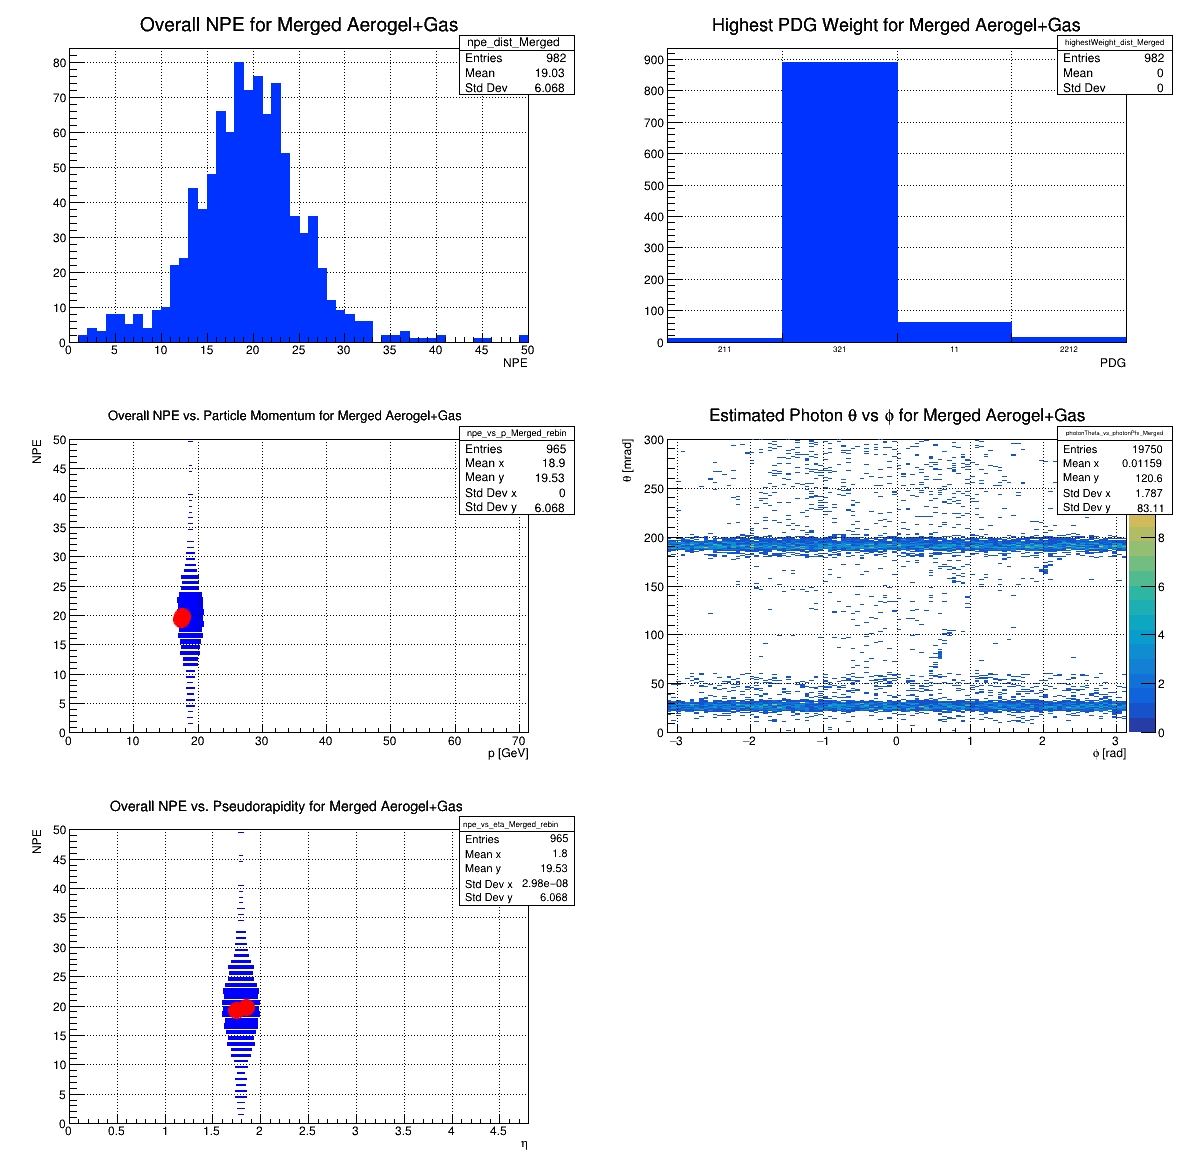 Overall NPE for Merged Aerogel+Gas
npe_dist_Merged
Entries 982
Mean 19.03
Std Dev 6.068
80
70
60
50
40
30
20
10
0
0 5 10 15 20 25 30 35 40 45 50
NPE
Highest PDG Weight for Merged Aerogel+Gas
highestWeight_dist_Merged
Entries 982
Mean 0
Std Dev 0
900
800
700
600
500
400
300
200
100
0
211 321 11 2212
PDG
Overall NPE vs. Particle Momentum for Merged Aerogel+Gas
NPE
npe_vs_p_Merged_rebin
Entries 965
Mean x 18.9
Mean y 19.53
Std Dev x 0
Std Dev y 6.068
50
45
40
35
30
25
20
15
10
5
0
0 10 20 30 40 50 60 70
p [GeV]
Estimated Photon θ vs ϕ for Merged Aerogel+Gas
θ [mrad]
photonTheta_vs_photonPhi_Merged
Entries 19750
Mean x 0.01159
Mean y 120.6
Std Dev x 1.787
Std Dev y 83.11
300
250
200
150
100
50
0
−3 −2 −1 0 1 2 3
ϕ [rad]
8
6
4
2
0
Overall NPE vs. Pseudorapidity for Merged Aerogel+Gas
NPE
npe_vs_eta_Merged_rebin
Entries 965
Mean x 1.8
Mean y 19.53
Std Dev x 2.98e−08
Std Dev y 6.068
50
45
40
35
30
25
20
15
10
5
0
0 0.5 1 1.5 2 2.5 3 3.5 4 4.5
η